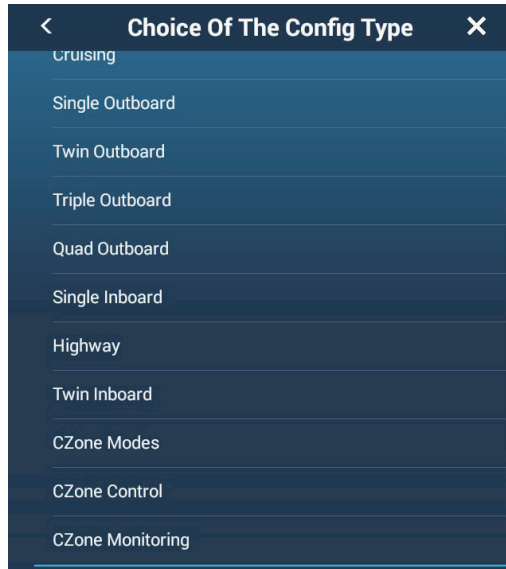 Choice Of The Config Type
Cruising
Single Outboard
Twin Outboard
Triple Outboard
Quad Outboard
Single Inboard
Highway
Twin Inboard
CZone Modes
CZone Control
CZone Monitoring